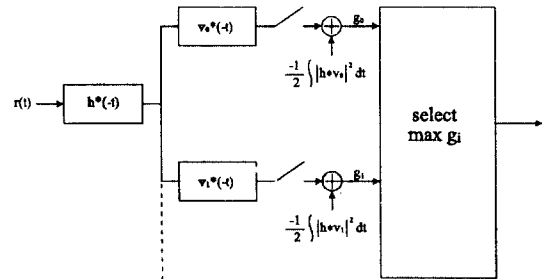 v₀*(-t)
g₀
-1/2 ∫ |h*v₀|² dt
r(t)
h*(-t)
select
max gᵢ
v₁*(-t)
g₁
-1/2 ∫ |h*v₁|² dt